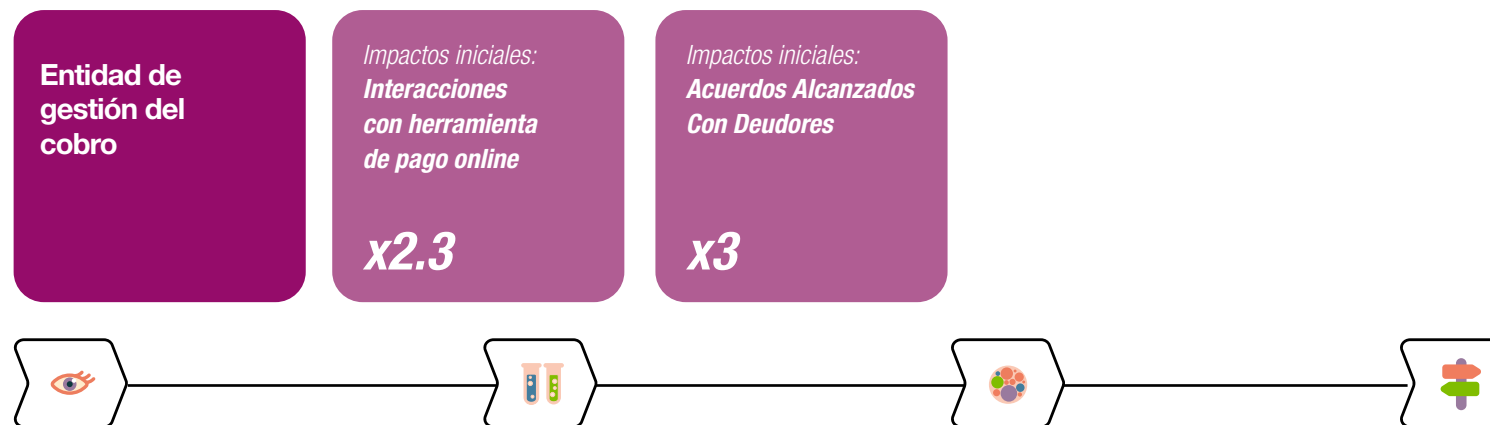 Entidad de
gestión del
cobro
Impactos iniciales:
Interacciones
con herramienta
de pago online
x2.3
Impactos iniciales:
Acuerdos Alcanzados
Con Deudores
x3